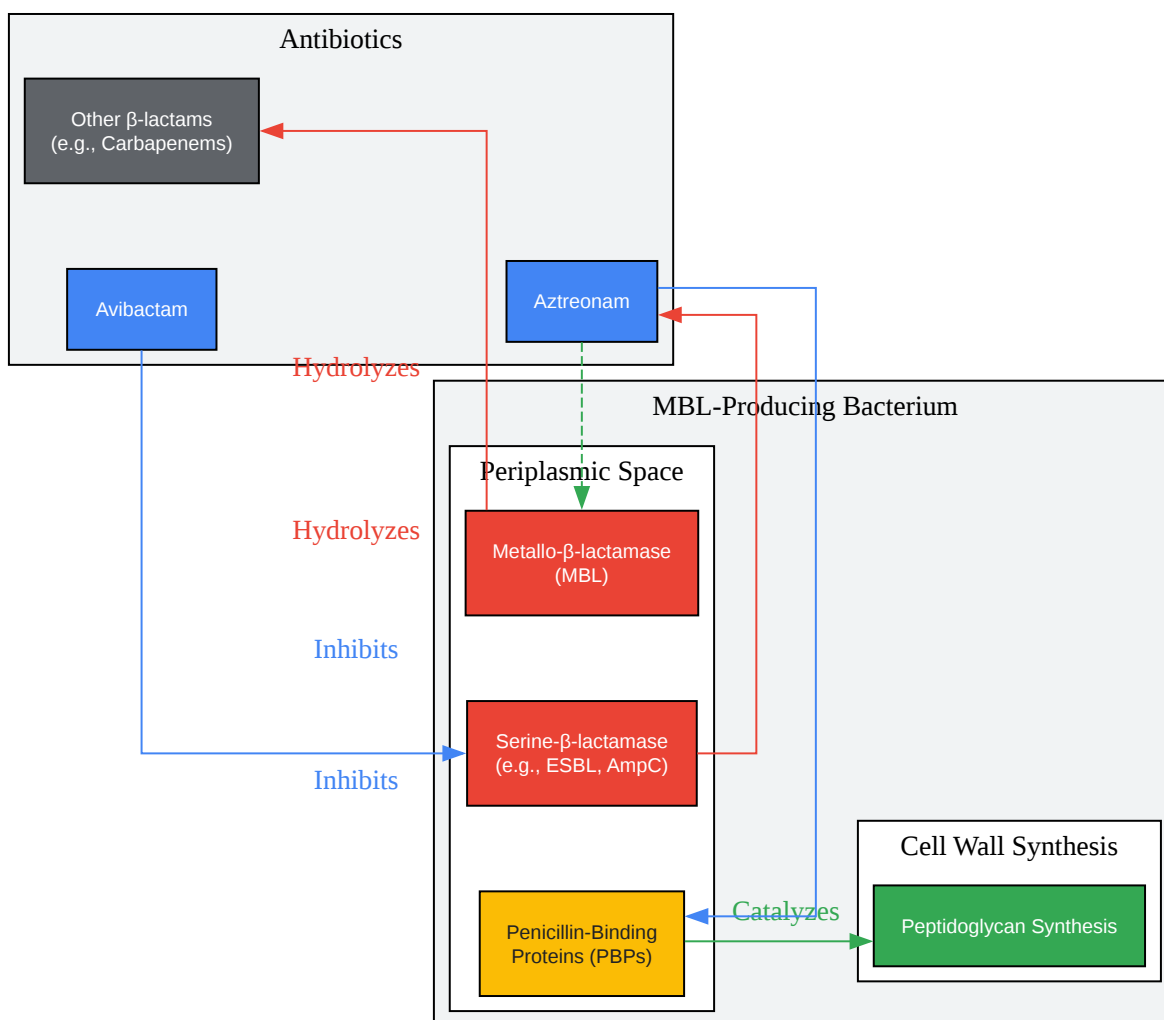 Antibiotics
Other β-lactams
(e.g., Carbapenems)
Avibactam
Aztreonam
Hydrolyzes
MBL-Producing Bacterium
Periplasmic Space
Hydrolyzes
Metallo-β-lactamase
(MBL)
Inhibits
Serine-β-lactamase
(e.g., ESBL, AmpC)
Inhibits
Cell Wall Synthesis
Penicillin-Binding
Proteins (PBPs)
Catalyzes
Peptidoglycan Synthesis